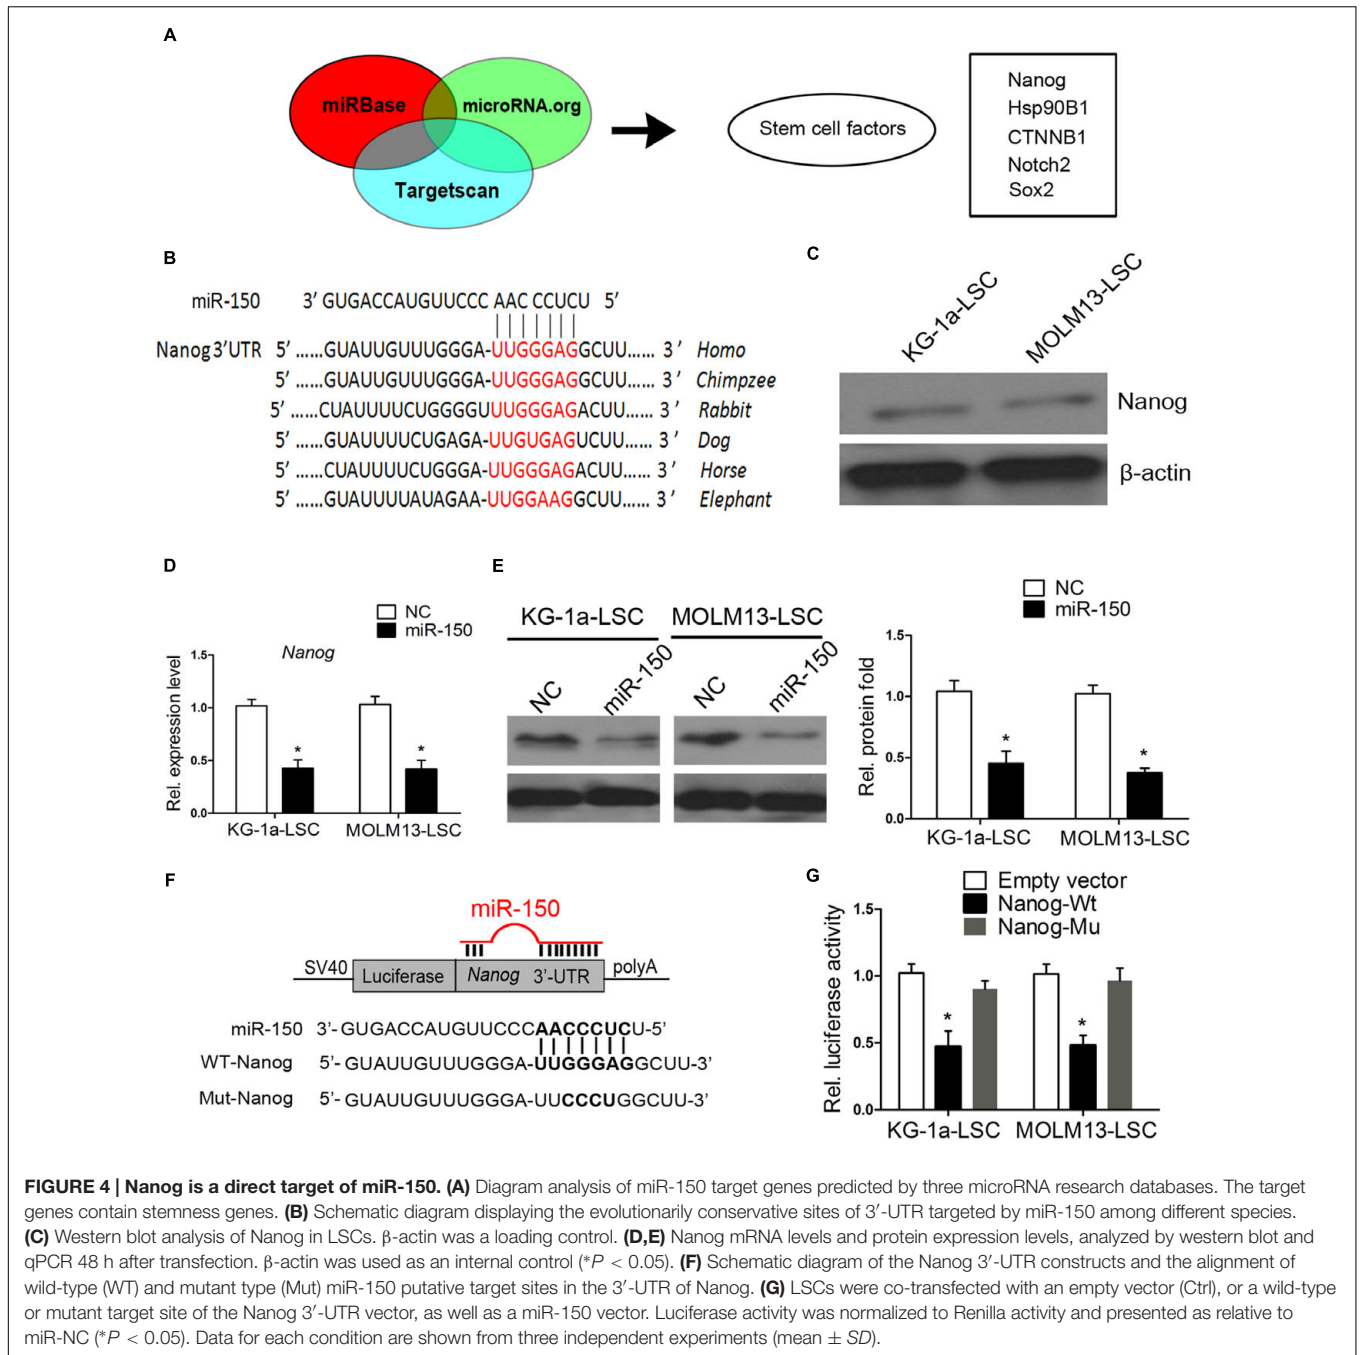 A
miRBase
microRNA.org
Targetscan
Stem cell factors
Nanog
Hsp90B1
CTNNB1
Notch2
Sox2
B
miR-150 3′ GUGACCAUGUUCCC AAC CCUCU 5′
Nanog 3′UTR 5′ ......GUAUUGUUUGGGA-UUGGGAGGCUU...... 3′ Homo
5′ ......GUAUUGUUUGGGA-UUGGGAGGCUU...... 3′ Chimpzee
5′ ......CUAUUUUCUGGGGUUUGGGAGACUU...... 3′ Rabbit
5′ ......GUAUUUUCUGAGA-UUGUGAGUCUU...... 3′ Dog
5′ ......CUAUUUUCUGGGA-UUGGGAGACUU...... 3′ Horse
5′ ......GUAUUUUAUAGAA-UUGGAAGGCUU...... 3′ Elephant
C
KG-1a-LSC
MOLM13-LSC
Nanog
β-actin
D
NC
miR-150
Nanog
Rel. expression level
1.5
1.0
0.5
0.0
*
*
KG-1a-LSC
MOLM13-LSC
E
KG-1a-LSC
MOLM13-LSC
NC
miR-150
NC
miR-150
NC
miR-150
Rel. protein fold
1.5
1.0
0.5
0.0
*
*
KG-1a-LSC
MOLM13-LSC
F
miR-150
SV40
Luciferase
Nanog 3′-UTR
polyA
miR-150 3′- GUGACCAUGUUCCCAACCCUCU-5′
WT-Nanog 5′- GUAUUGUUUGGGA-UUGGGAGGCUU-3′
Mut-Nanog 5′- GUAUUGUUUGGGA-UUCCCUGGCUU-3′
G
Empty vector
Nanog-Wt
Nanog-Mu
Rel. luciferase activity
1.5
1.0
0.5
0.0
*
*
KG-1a-LSC
MOLM13-LSC
FIGURE 4 | Nanog is a direct target of miR-150. (A) Diagram analysis of miR-150 target genes predicted by three microRNA research databases. The target
genes contain stemness genes. (B) Schematic diagram displaying the evolutionarily conservative sites of 3′-UTR targeted by miR-150 among different species.
(C) Western blot analysis of Nanog in LSCs. β-actin was a loading control. (D,E) Nanog mRNA levels and protein expression levels, analyzed by western blot and
qPCR 48 h after transfection. β-actin was used as an internal control (*P < 0.05). (F) Schematic diagram of the Nanog 3′-UTR constructs and the alignment of
wild-type (WT) and mutant type (Mut) miR-150 putative target sites in the 3′-UTR of Nanog. (G) LSCs were co-transfected with an empty vector (Ctrl), or a wild-type
or mutant target site of the Nanog 3′-UTR vector, as well as a miR-150 vector. Luciferase activity was normalized to Renilla activity and presented as relative to
miR-NC (*P < 0.05). Data for each condition are shown from three independent experiments (mean ± SD).